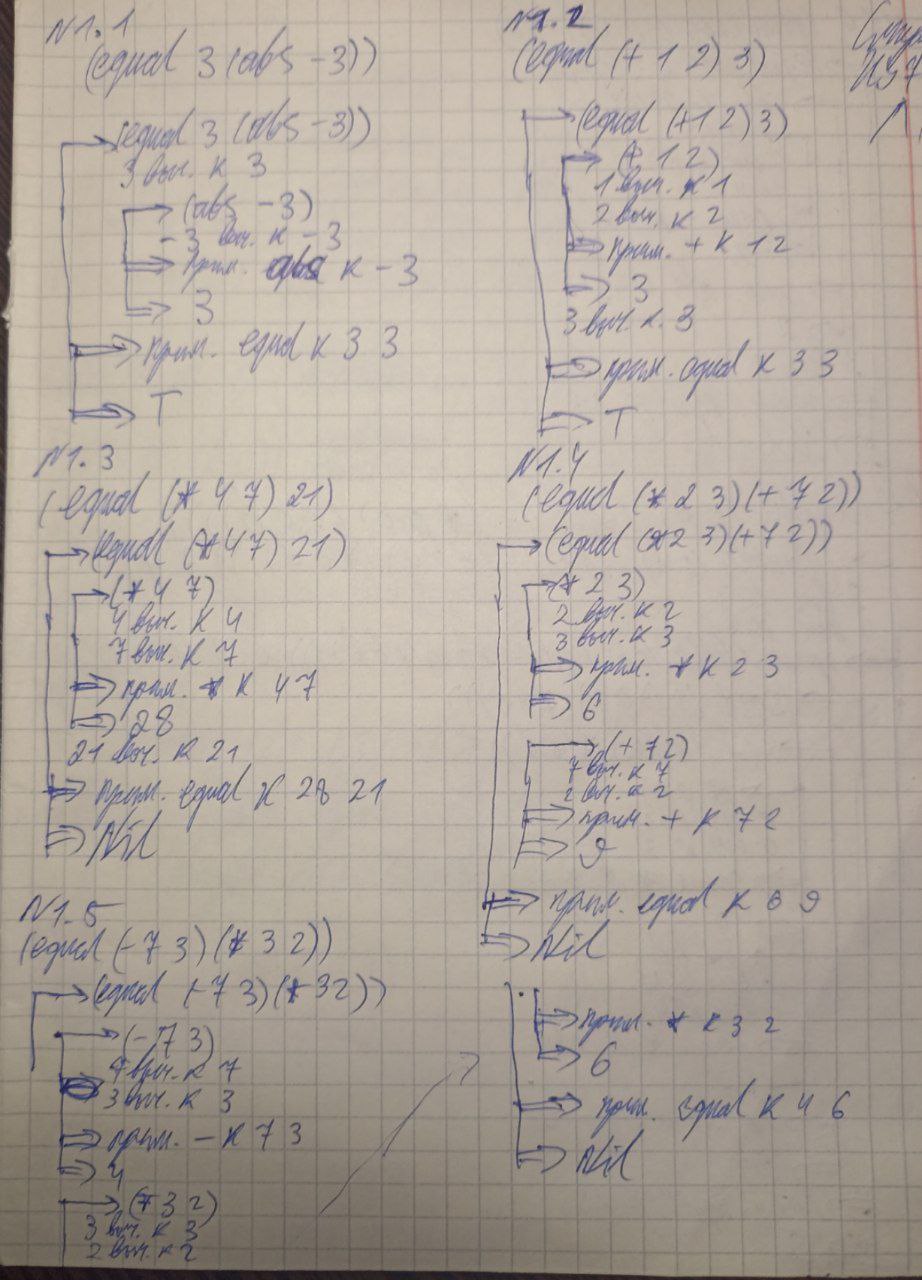 N1.1
(equal 3 (abs -3))
(equal 3 (abs -3))
3 выч. к 3
(abs -3)
-3 выч. к -3
прим. abs к -3
3
прим. equal к 3 3
T
N1.2
(equal (+ 1 2) 3)
(equal (+1 2) 3)
(+ 1 2)
1 выч. к 1
2 выч. к 2
прим. + к 1 2
3
3 выч. к 3
прим. equal к 3 3
T
N1.3
(equal (* 4 7) 21)
(equal (*4 7) 21)
(* 4 7)
4 выч. к 4
7 выч. к 7
прим. * к 4 7
28
21 выч. к 21
прим. equal к 28 21
Nil
N1.4
(equal (* 2 3)(+ 7 2))
(equal (*2 3)(+7 2))
(* 2 3)
2 выч. к 2
3 выч. к 3
прим. * к 2 3
6
(+ 7 2)
7 выч. к 7
2 выч. к 2
прим. + к 7 2
9
прим. equal к 6 9
Nil
N1.5
(equal (- 7 3) (* 3 2))
(equal (-7 3) (* 3 2))
(- 7 3)
7 выч. к 7
3 выч. к 3
прим. - к 7 3
4
(* 3 2)
3 выч. к 3
2 выч. к 2
прим. * к 3 2
6
прим. equal к 4 6
Nil